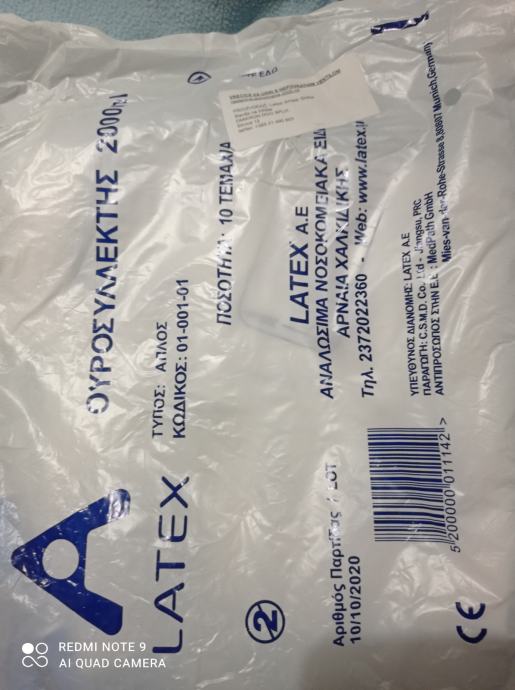 ΟΥΡΟΣΥΛΛΕΚΤΗΣ 2000ml
ΤΥΠΟΣ: ΑΠΛΟΣ
ΚΩΔΙΚΟΣ: 01-001-01
ΠΟΣΟΤΗΤΑ: 10 ΤΕΜΑΧΙΑ
LATEX
LATEX Α.Ε
ΑΝΑΛΩΣΙΜΑ ΝΟΣΟΚΟΜΕΙΑΚΑ
ΑΡΝΑΙΑ ΧΑΛΚΙΔΙΚΗΣ
Τηλ. 2372022360 - Web: www.latex.
ΥΠΕΥΘΥΝΟΣ ΔΙΑΝΟΜΗΣ: LATEX Α.Ε
ΠΑΡΑΓΩΓΗ: C.S.M.D. Co. Ltd - Jiangsu, PRC
ΑΝΤΙΠΡΟΣΩΠΟΣ ΣΤΗΝ Ε.Ε.: MedPath GmbH
Mies-van-der-Rohe-Strasse 8,80807 Munich,Germany
2
Αριθμός Παρτίδας / LOT
10/10/2020
5 200000 011142 >
CE
REDMI NOTE 9
AI QUAD CAMERA